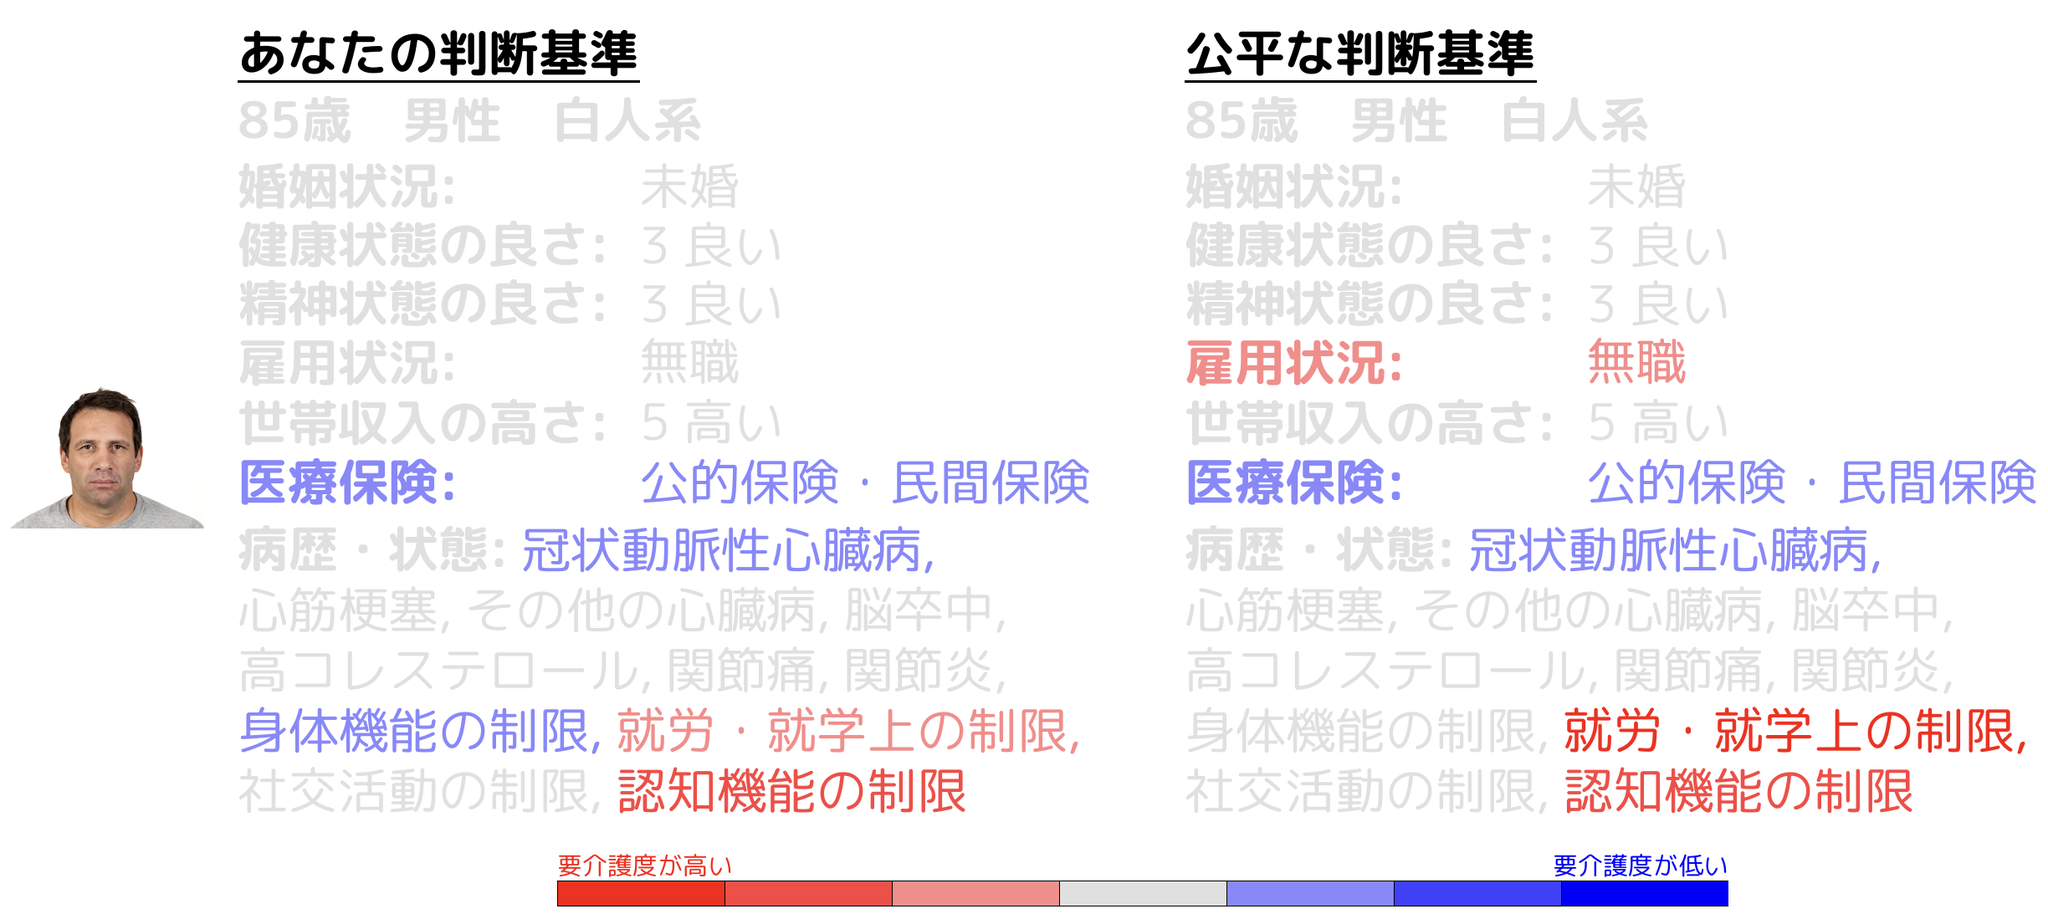 あなたの判断基準
85歳　男性　白人系
婚姻状況: 未婚
健康状態の良さ: 3 良い
精神状態の良さ: 3 良い
雇用状況: 無職
世帯収入の高さ: 5 高い
医療保険: 公的保険・民間保険
病歴・状態: 冠状動脈性心臓病,
心筋梗塞, その他の心臓病, 脳卒中,
高コレステロール, 関節痛, 関節炎,
身体機能の制限, 就労・就学上の制限,
社交活動の制限, 認知機能の制限
公平な判断基準
85歳　男性　白人系
婚姻状況: 未婚
健康状態の良さ: 3 良い
精神状態の良さ: 3 良い
雇用状況: 無職
世帯収入の高さ: 5 高い
医療保険: 公的保険・民間保険
病歴・状態: 冠状動脈性心臓病,
心筋梗塞, その他の心臓病, 脳卒中,
高コレステロール, 関節痛, 関節炎,
身体機能の制限, 就労・就学上の制限,
社交活動の制限, 認知機能の制限
要介護度が高い
要介護度が低い